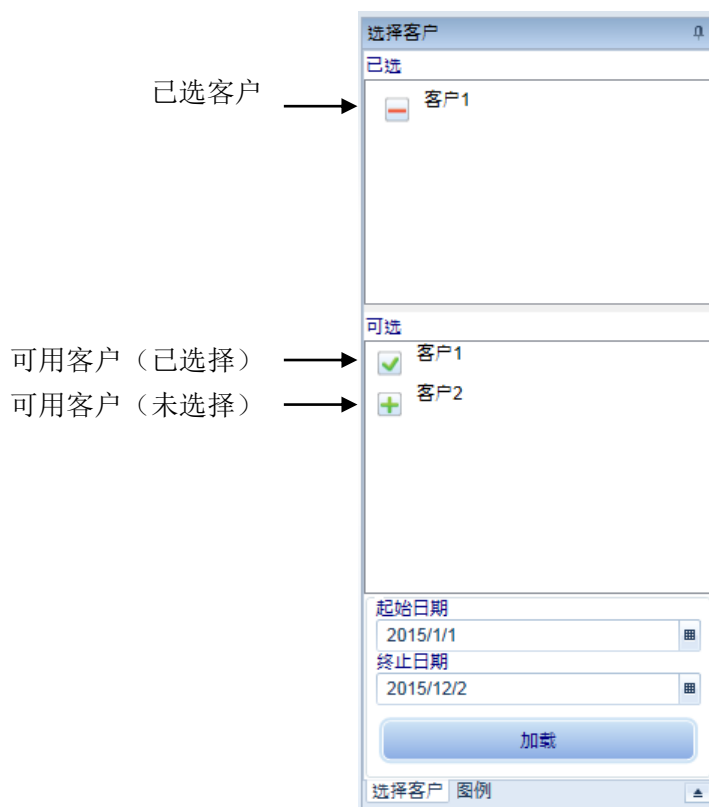 选择客户
已选
已选客户
客户1
可选
可用客户（已选择）
客户1
可用客户（未选择）
客户2
起始日期
2015/1/1
终止日期
2015/12/2
加载
选择客户 图例